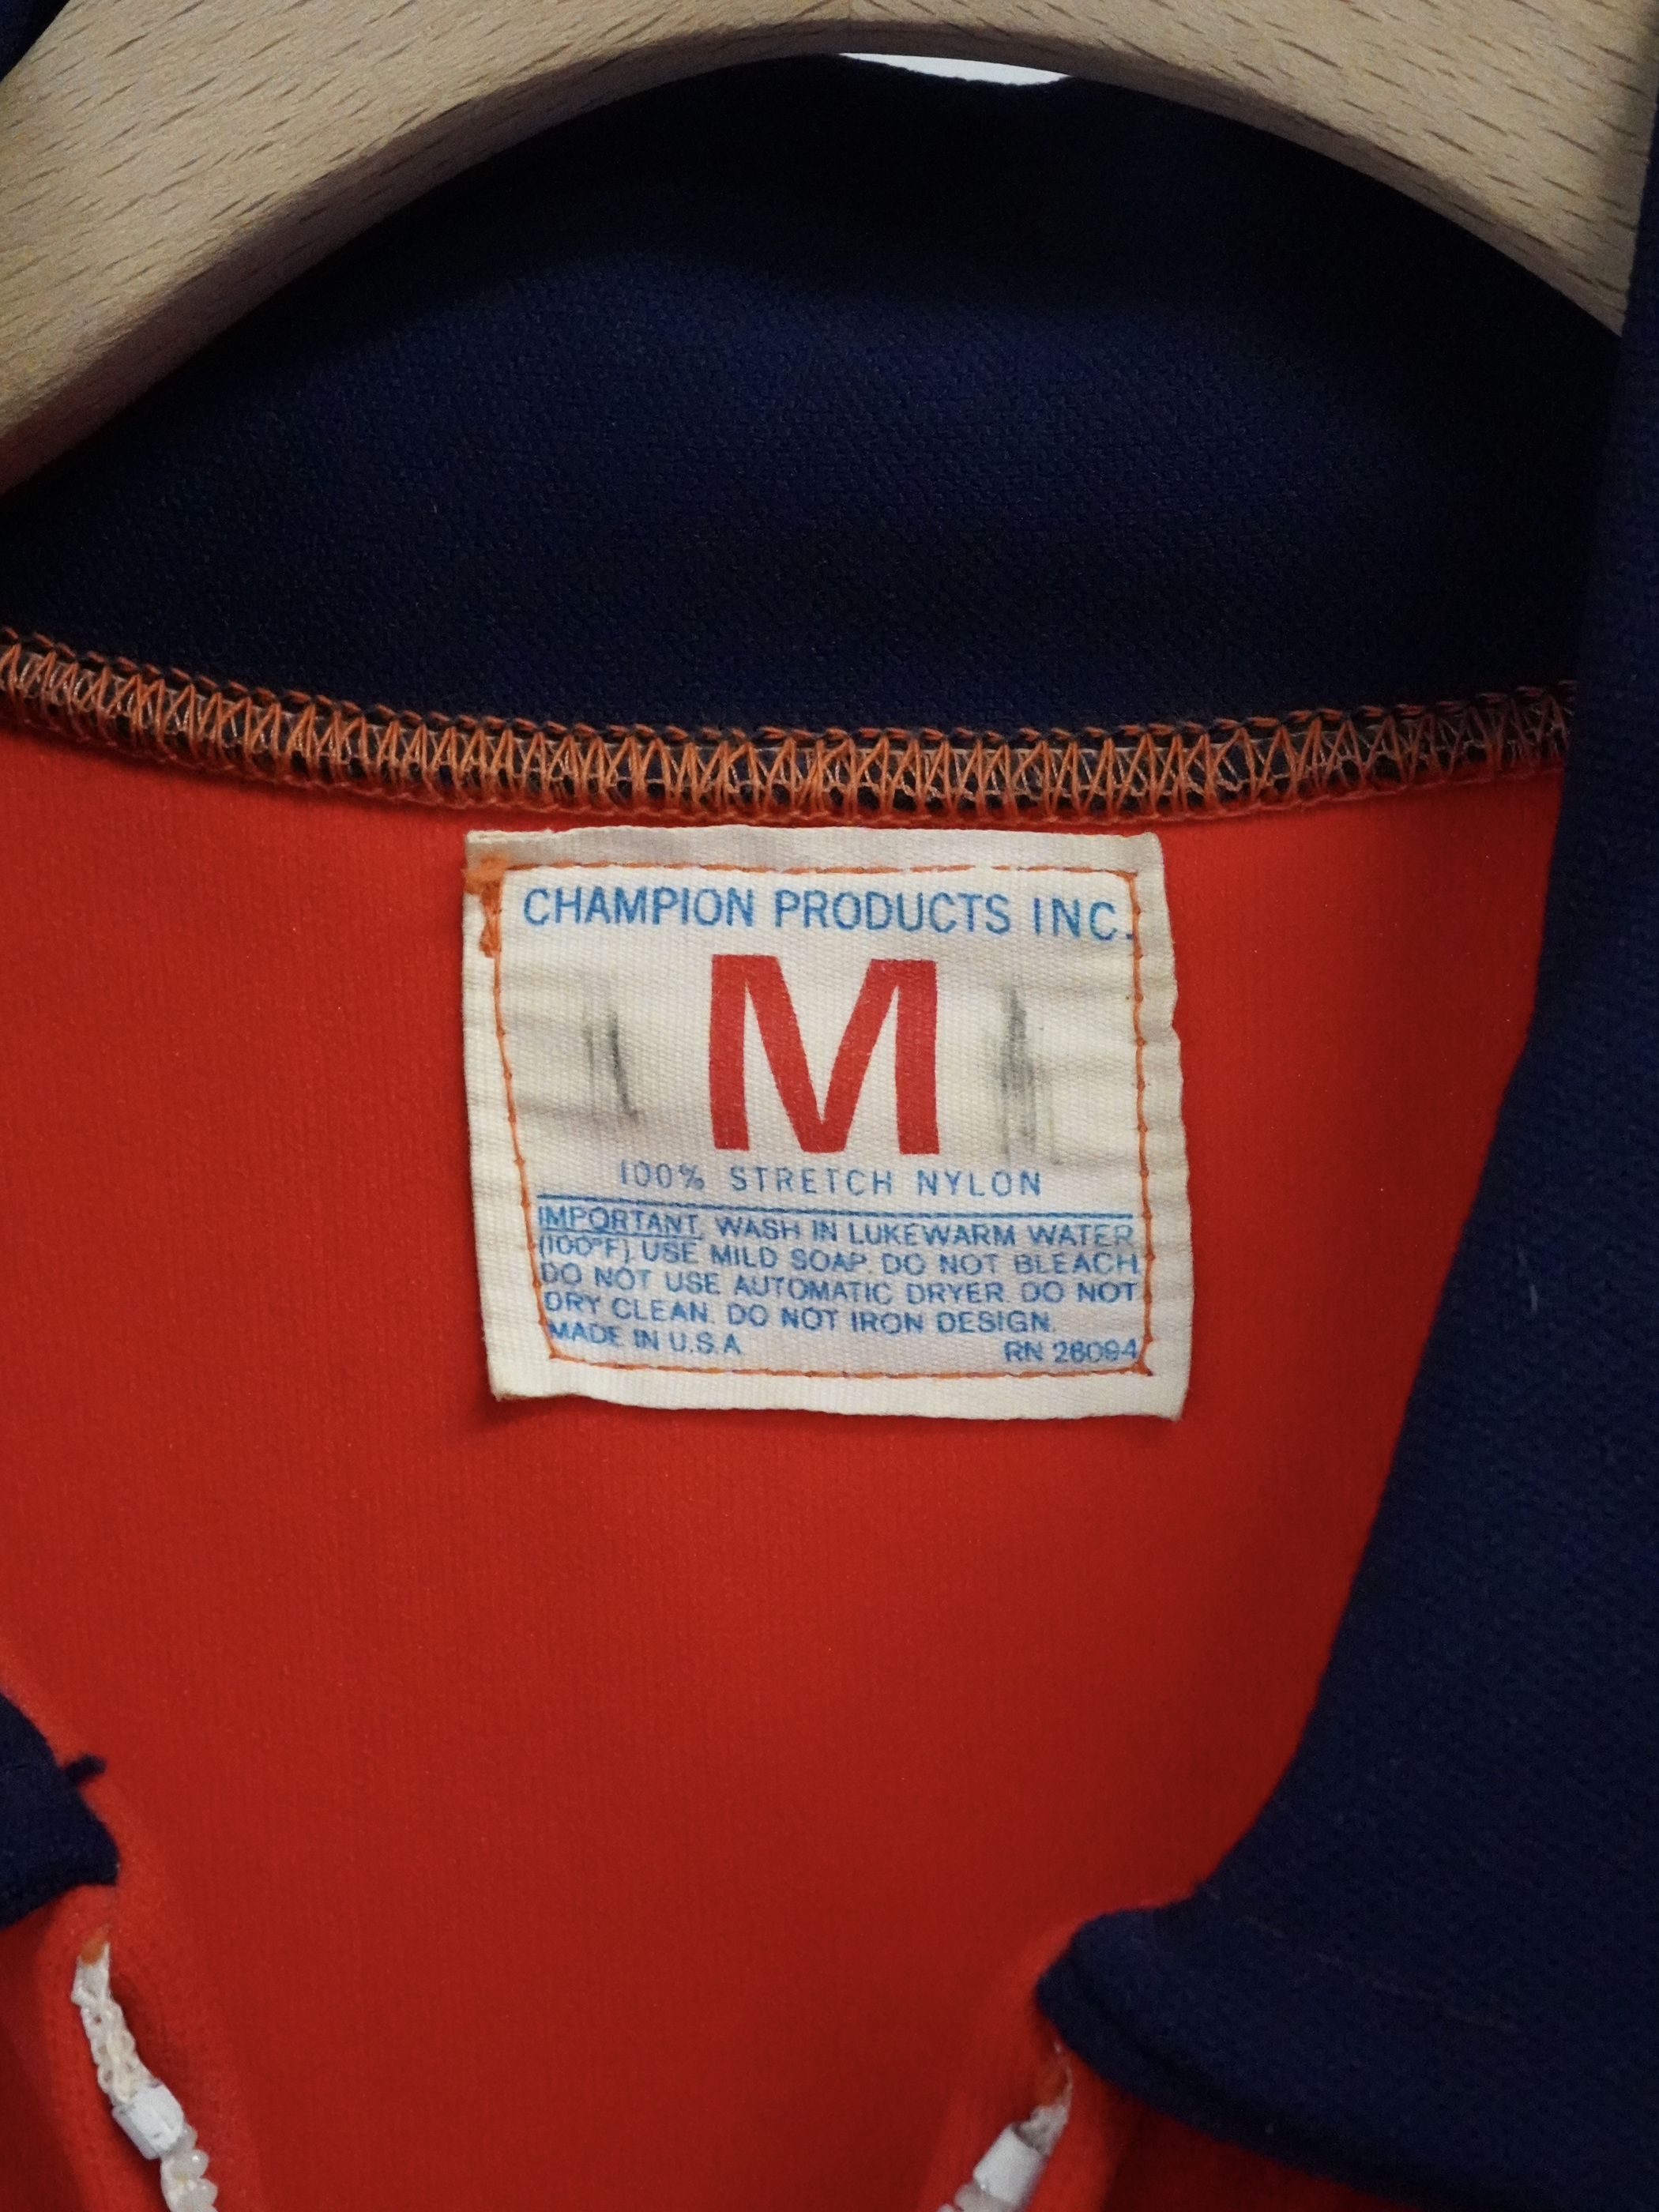 CHAMPION PRODUCTS INC.
M
100% STRETCH NYLON
IMPORTANT. WASH IN LUKEWARM WATER
(100°F). USE MILD SOAP. DO NOT BLEACH.
DO NOT USE AUTOMATIC DRYER. DO NOT
DRY CLEAN. DO NOT IRON DESIGN.
MADE IN U.S.A. RN 26094